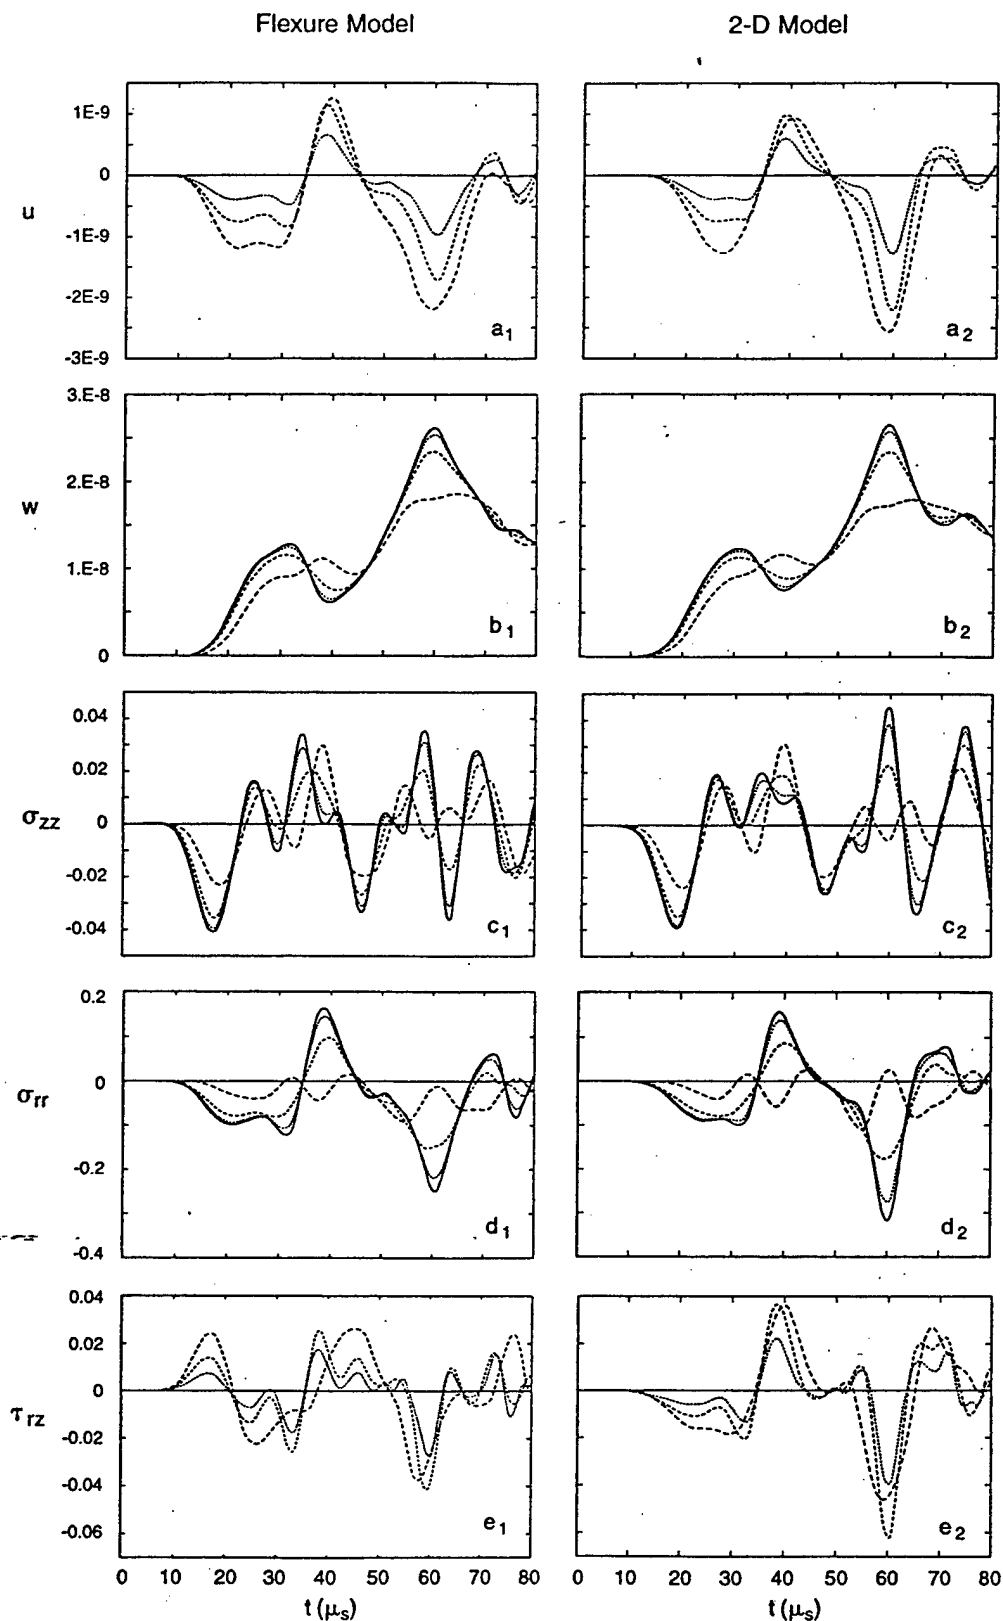 Flexure Model
2-D Model
1E-9
0
-1E-9
-2E-9
-3E-9
u
a1
a2
3.E-8
2.E-8
1.E-8
0
w
b1
b2
0.04
0.02
0
-0.02
-0.04
σzz
c1
c2
0.2
0
-0.2
-0.4
σrr
d1
d2
0.04
0.02
0
-0.02
-0.04
-0.06
τrz
e1
e2
0 10 20 30 40 50 60 70 80
0 10 20 30 40 50 60 70 80
t (μs)
t (μs)